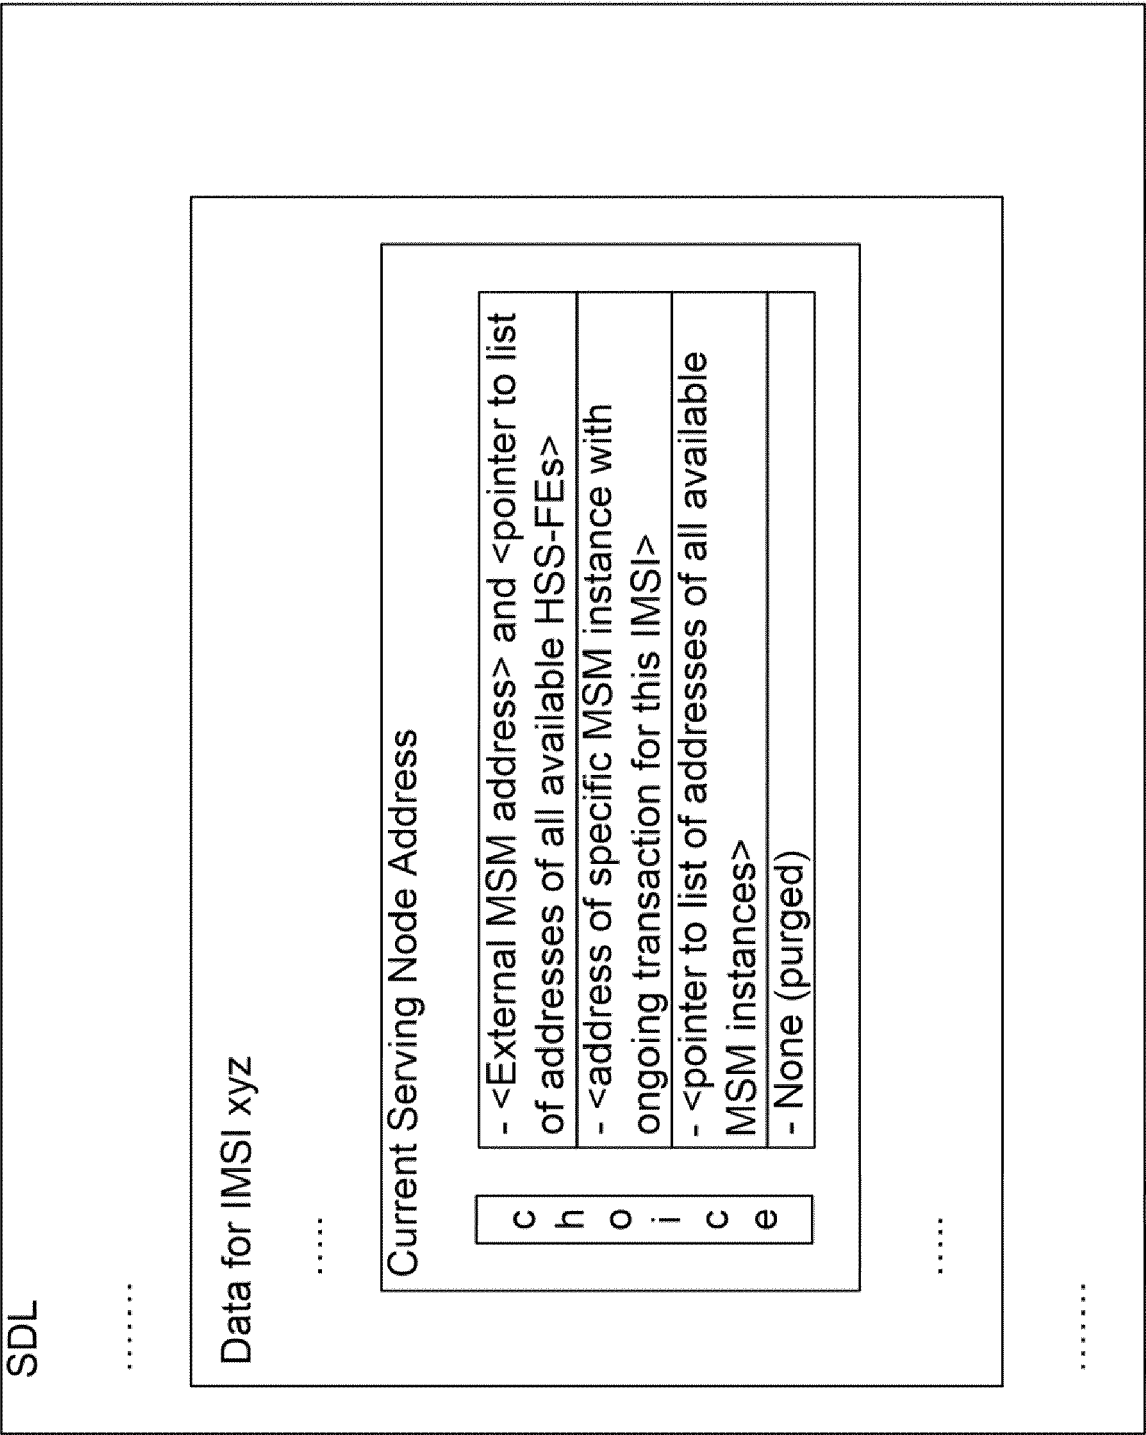 SDL
.......
Data for IMSI xyz
.....
Current Serving Node Address
choice
- <External MSM address> and <pointer to list
of addresses of all available HSS-FEs>
- <address of specific MSM instance with
ongoing transaction for this IMSI>
- <pointer to list of addresses of all available
MSM instances>
- None (purged)
.....
.......